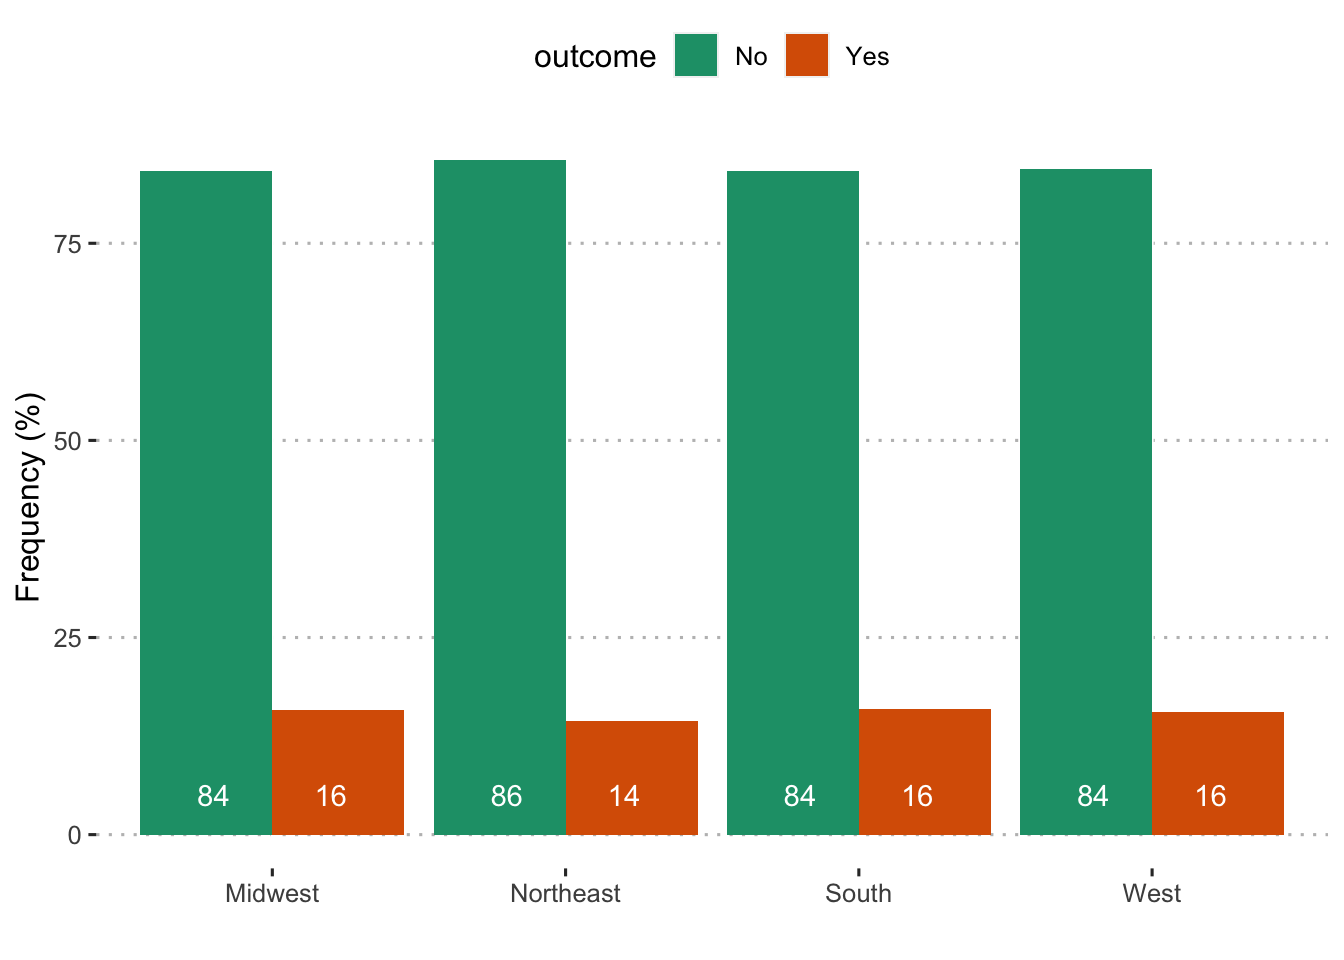 outcome No Yes
75
50
25
0
Frequency (%)
84 16 86 14 84 16 84 16
Midwest Northeast South West